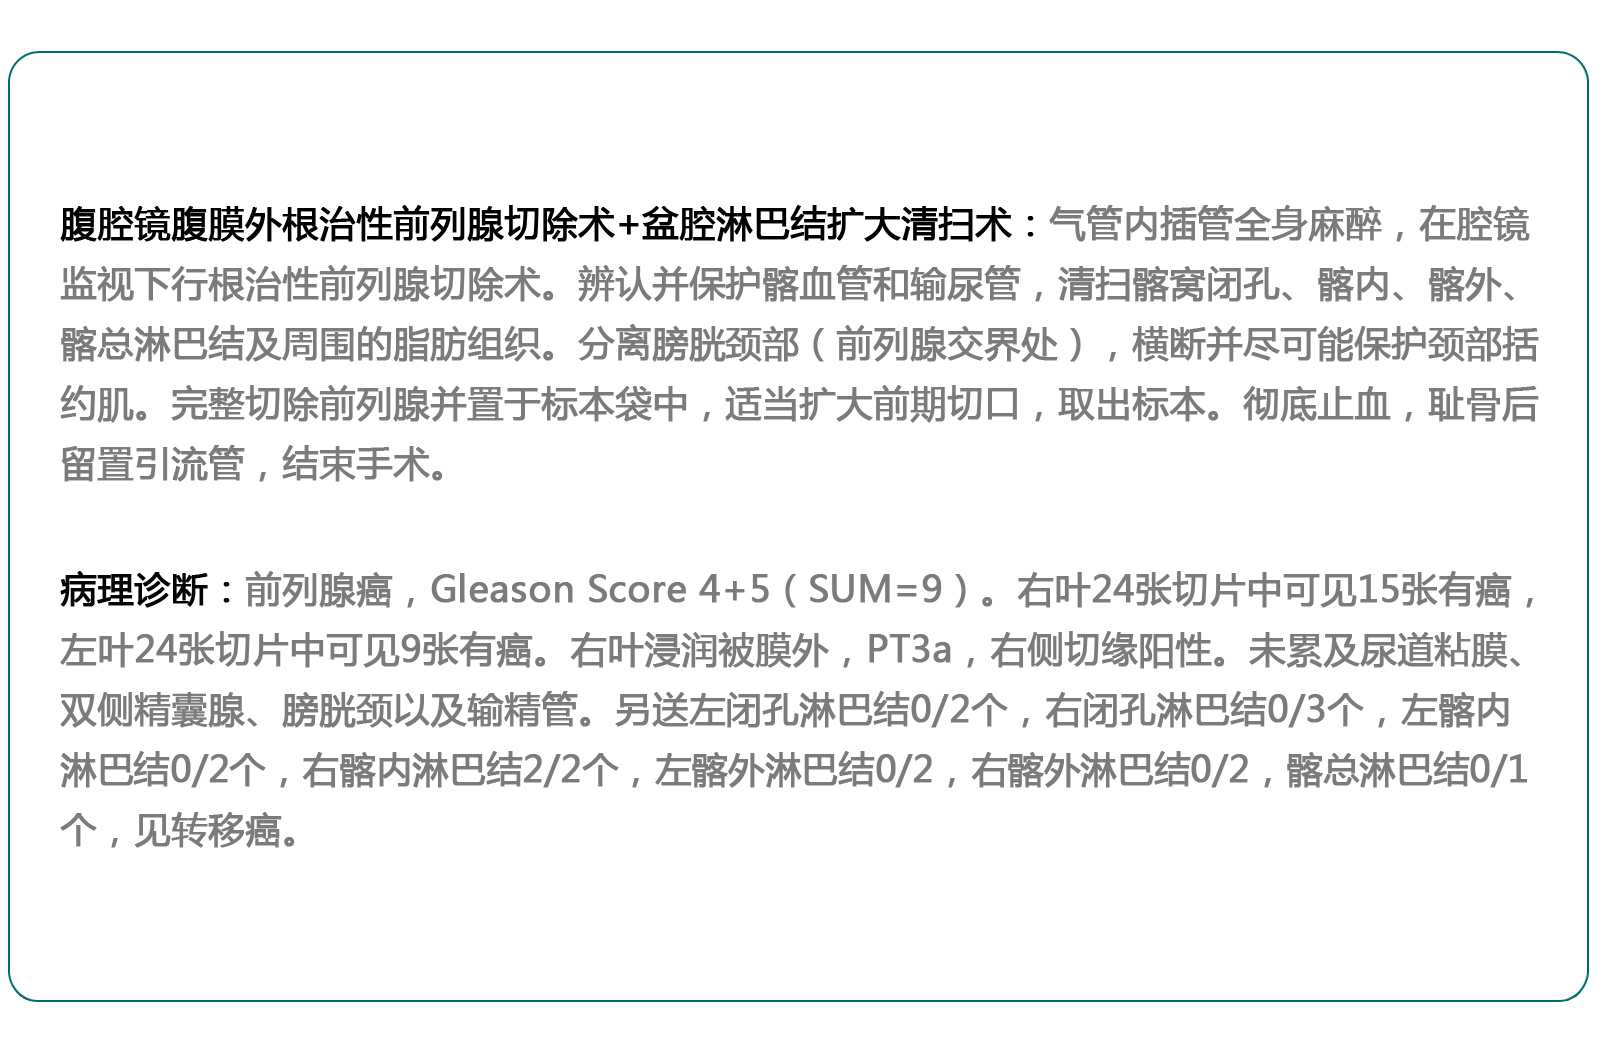 腹腔镜腹膜外根治性前列腺切除术+盆腔淋巴结扩大清扫术：气管内插管全身麻醉，在腔镜
监视下行根治性前列腺切除术。辨认并保护髂血管和输尿管，清扫髂窝闭孔、髂内、髂外、
髂总淋巴结及周围的脂肪组织。分离膀胱颈部（前列腺交界处），横断并尽可能保护颈部括
约肌。完整切除前列腺并置于标本袋中，适当扩大前期切口，取出标本。彻底止血，耻骨后
留置引流管，结束手术。
病理诊断：前列腺癌，Gleason Score 4+5（SUM=9）。右叶24张切片中可见15张有癌，
左叶24张切片中可见9张有癌。右叶浸润被膜外，PT3a，右侧切缘阳性。未累及尿道粘膜、
双侧精囊腺、膀胱颈以及输精管。另送左闭孔淋巴结0/2个，右闭孔淋巴结0/3个，左髂内
淋巴结0/2个，右髂内淋巴结2/2个，左髂外淋巴结0/2，右髂外淋巴结0/2，髂总淋巴结0/1
个，见转移癌。